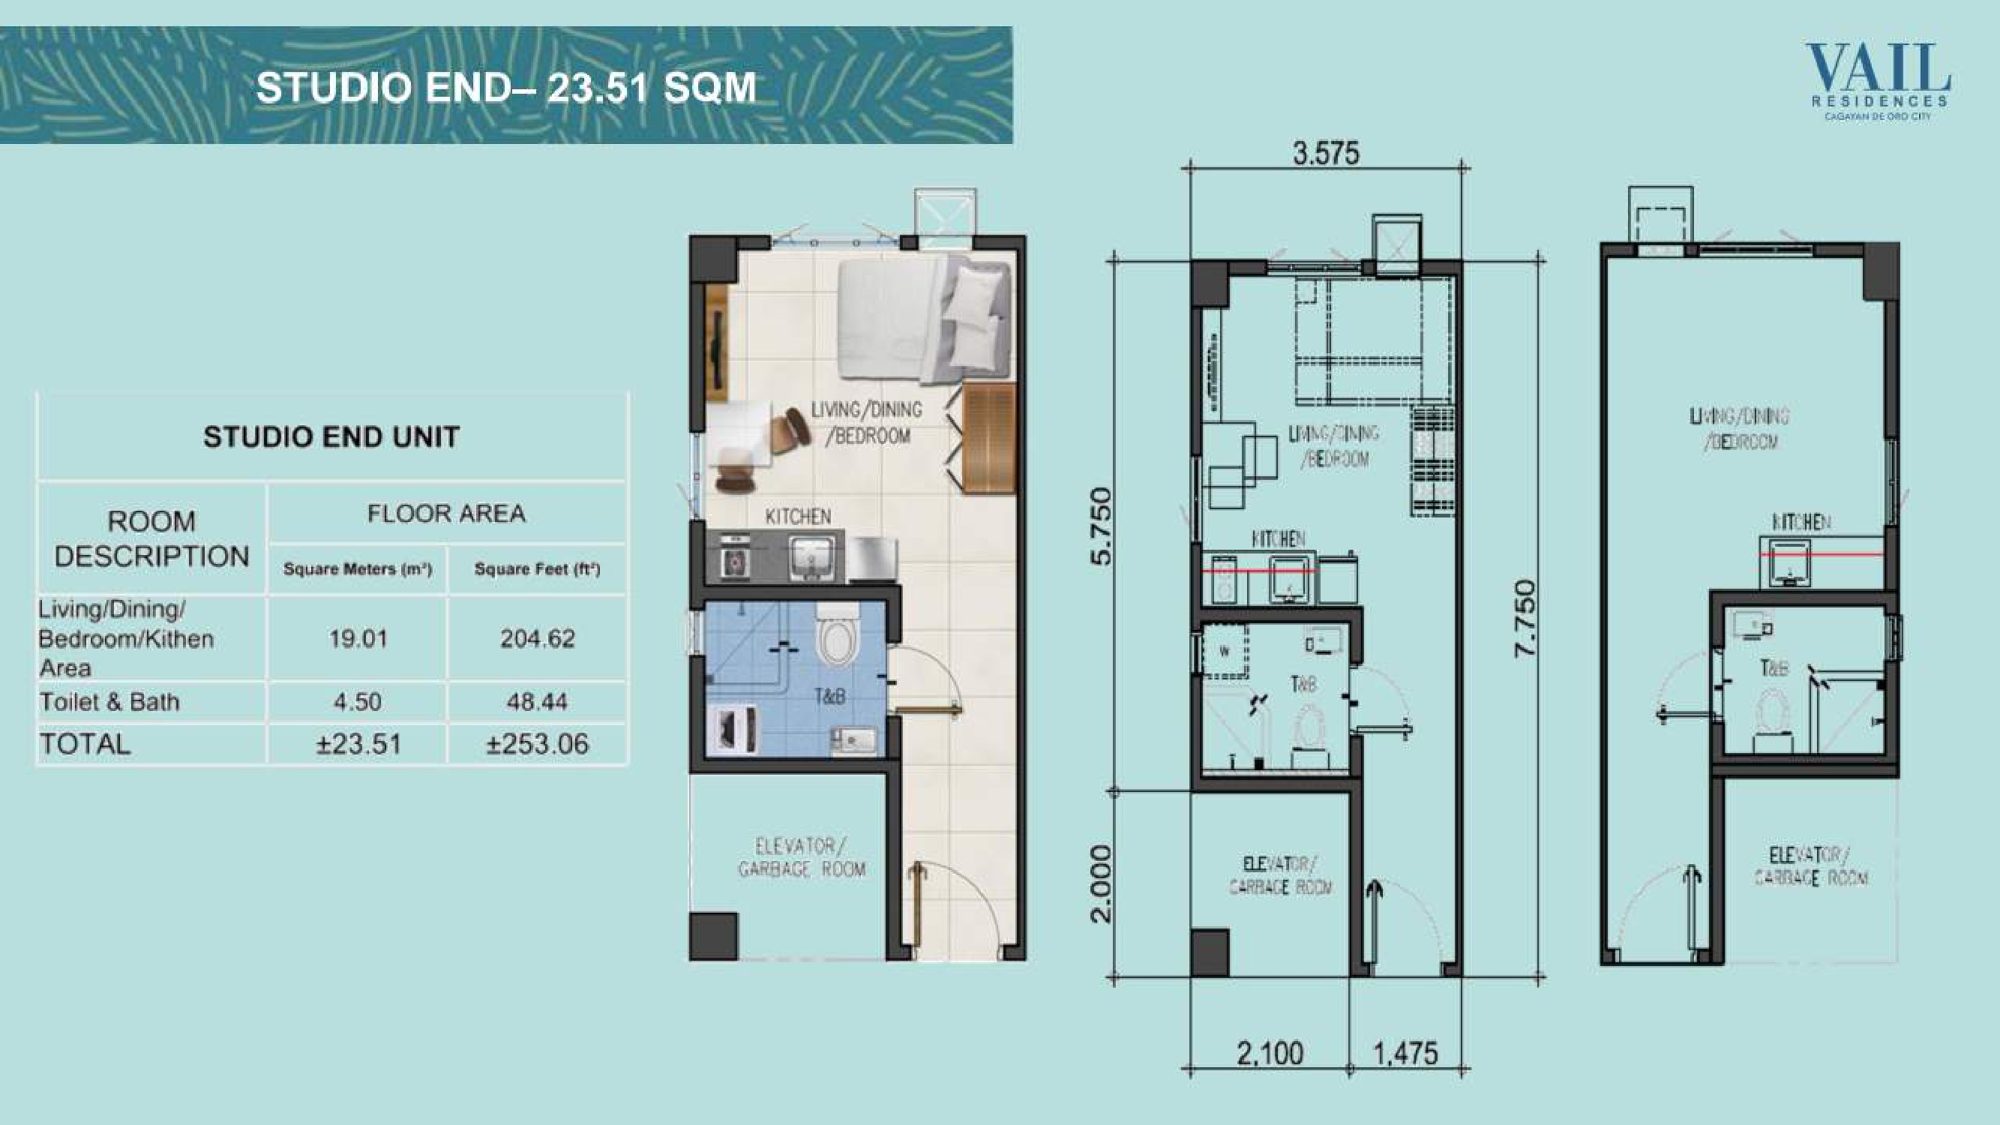 STUDIO END– 23.51 SQM
VAIL
RESIDENCES
CAGAYAN DE ORO CITY
STUDIO END UNIT
ROOM
DESCRIPTION
FLOOR AREA
Square Meters (m²)
Square Feet (ft²)
Living/Dining/
Bedroom/Kithen
Area
19.01
204.62
Toilet & Bath
4.50
48.44
TOTAL
±23.51
±253.06
LIVING/DINING
/BEDROOM
KITCHEN
T&B
ELEVATOR/
GARBAGE ROOM
3.575
5.750
2.000
7.750
2,100
1,475
LIVING/DINING
/BEDROOM
KITCHEN
W
T&B
ELEVATOR/
GARBAGE ROOM
LIVING/DINING
/BEDROOM
KITCHEN
T&B
ELEVATOR/
GARBAGE ROOM